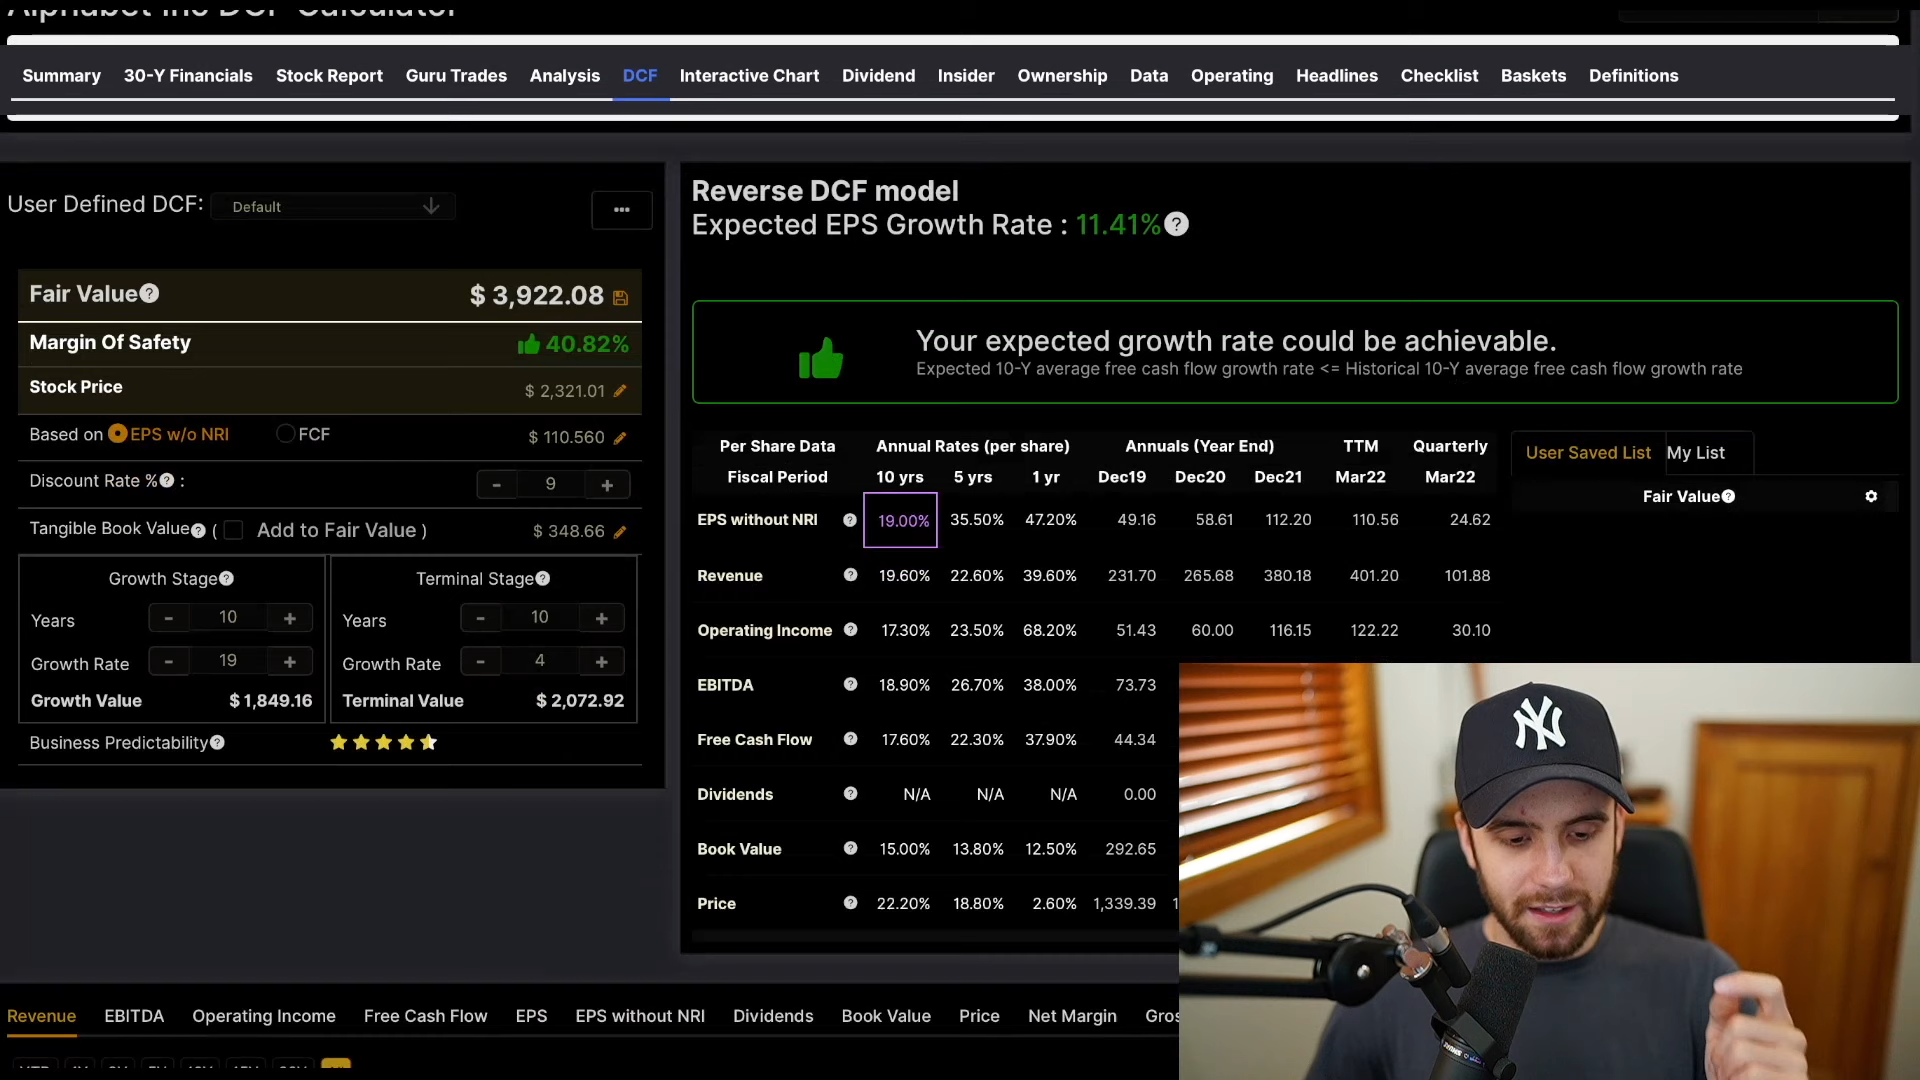 Alphabet Inc DCF Calculator
Summary 30-Y Financials Stock Report Guru Trades Analysis DCF Interactive Chart Dividend Insider Ownership Data Operating Headlines Checklist Baskets Definitions
User Defined DCF: Default ...
Fair Value $ 3,922.08
Margin Of Safety 40.82%
Stock Price $ 2,321.01
Based on EPS w/o NRI FCF $ 110.560
Discount Rate % : - 9 +
Tangible Book Value ( Add to Fair Value ) $ 348.66
Growth Stage Terminal Stage
Years - 10 + Years - 10 +
Growth Rate - 19 + Growth Rate - 4 +
Growth Value $ 1,849.16 Terminal Value $ 2,072.92
Business Predictability
Reverse DCF model
Expected EPS Growth Rate : 11.41%
Your expected growth rate could be achievable.
Expected 10-Y average free cash flow growth rate <= Historical 10-Y average free cash flow growth rate
Per Share Data Annual Rates (per share) Annuals (Year End) TTM Quarterly
Fiscal Period 10 yrs 5 yrs 1 yr Dec19 Dec20 Dec21 Mar22 Mar22
EPS without NRI 19.00% 35.50% 47.20% 49.16 58.61 112.20 110.56 24.62
Revenue 19.60% 22.60% 39.60% 231.70 265.68 380.18 401.20 101.88
Operating Income 17.30% 23.50% 68.20% 51.43 60.00 116.15 122.22 30.10
EBITDA 18.90% 26.70% 38.00% 73.73
Free Cash Flow 17.60% 22.30% 37.90% 44.34
Dividends N/A N/A N/A 0.00
Book Value 15.00% 13.80% 12.50% 292.65
Price 22.20% 18.80% 2.60% 1,339.39
User Saved List My List
Fair Value
NY
Revenue EBITDA Operating Income Free Cash Flow EPS EPS without NRI Dividends Book Value Price Net Margin Gros